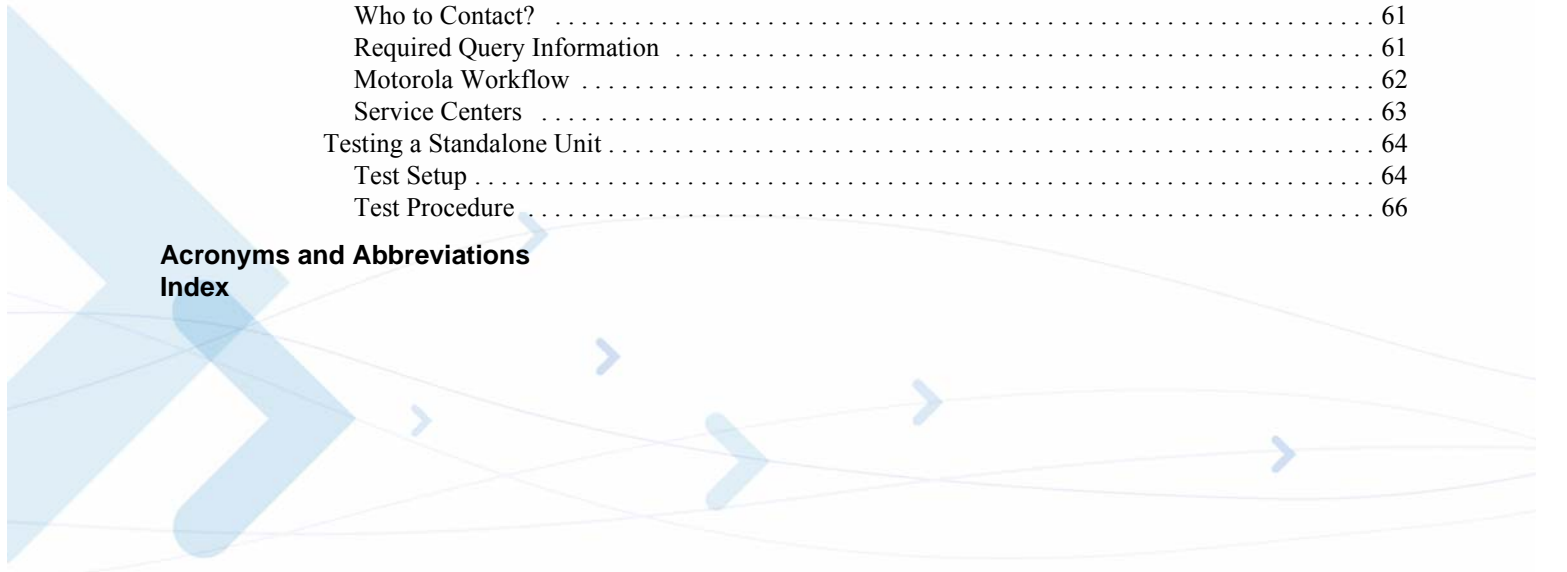 Who to Contact? . . . . . . . . . . . . . . . . . . . . . . . . . . . . . . . . . . . . . . . . . . . . . . . . . . . . . . . . . . . . . . 61
Required Query Information . . . . . . . . . . . . . . . . . . . . . . . . . . . . . . . . . . . . . . . . . . . . . . . . . . . . . 61
Motorola Workflow . . . . . . . . . . . . . . . . . . . . . . . . . . . . . . . . . . . . . . . . . . . . . . . . . . . . . . . . . . . . 62
Service Centers . . . . . . . . . . . . . . . . . . . . . . . . . . . . . . . . . . . . . . . . . . . . . . . . . . . . . . . . . . . . . . . 63
Testing a Standalone Unit . . . . . . . . . . . . . . . . . . . . . . . . . . . . . . . . . . . . . . . . . . . . . . . . . . . . . . . . . . 64
Test Setup . . . . . . . . . . . . . . . . . . . . . . . . . . . . . . . . . . . . . . . . . . . . . . . . . . . . . . . . . . . . . . . . . . . . 64
Test Procedure . . . . . . . . . . . . . . . . . . . . . . . . . . . . . . . . . . . . . . . . . . . . . . . . . . . . . . . . . . . . . . . . 66
Acronyms and Abbreviations
Index